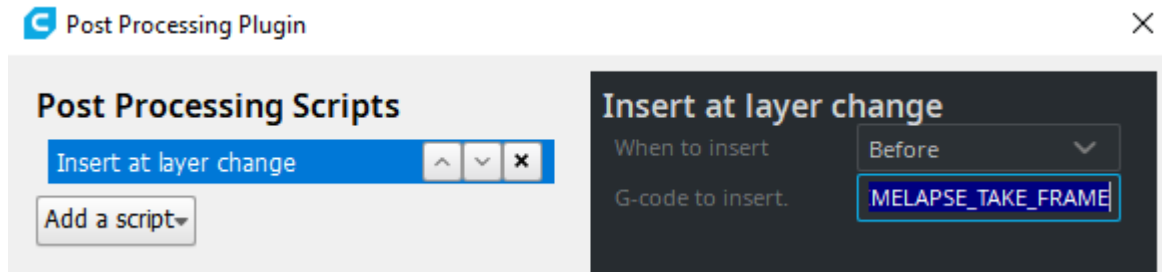 Post Processing Plugin
Post Processing Scripts
Insert at layer change
Add a script
Insert at layer change
When to insert
Before
G-code to insert.
MELAPSE_TAKE_FRAME